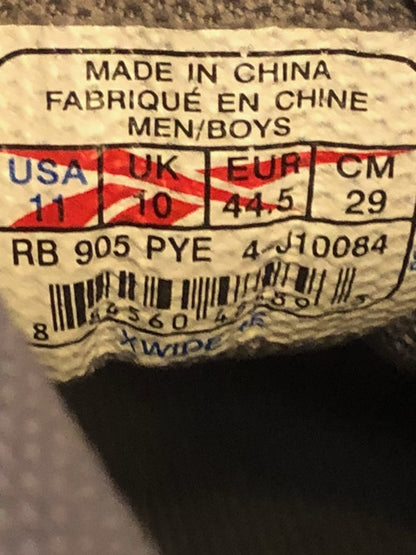 MADE IN CHINA
FABRIQUÉ EN CHINE
MEN/BOYS
USA UK EUR CM
11 10 44.5 29
RB 905 PYE 4-J10084
XWIDE